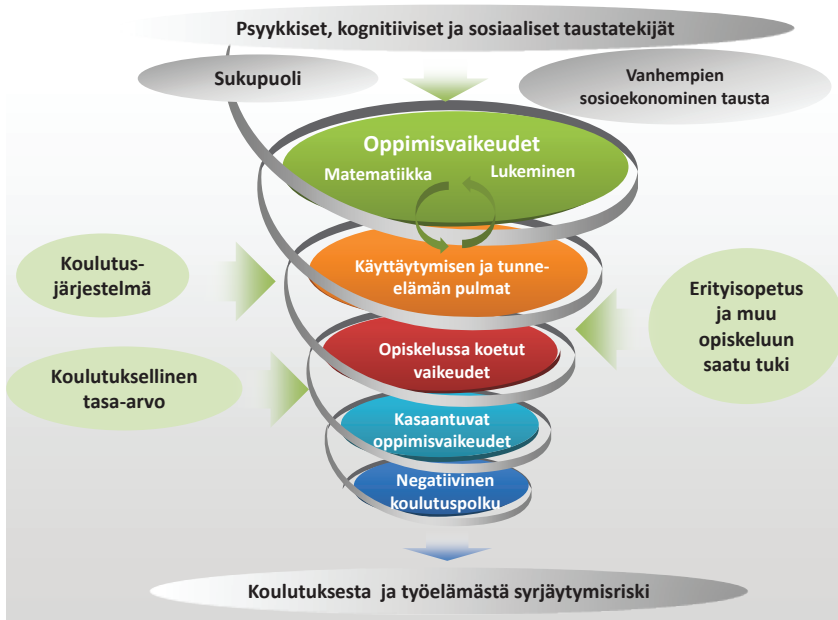 Psyykkiset, kognitiiviset ja sosiaaliset taustatekijät
Sukupuoli
Vanhempien
sosioekonominen tausta
Oppimisvaikeudet
Matematiikka
Lukeminen
Koulutus-
järjestelmä
Käyttäytymisen ja tunne-
elämän pulmat
Erityisopetus
ja muu
opiskeluun
saatu tuki
Opiskelussa koetut
vaikeudet
Koulutuksellinen
tasa-arvo
Kasaantuvat
oppimisvaikeudet
Negatiivinen
koulutuspolku
Koulutuksesta ja työelämästä syrjäytymisriski